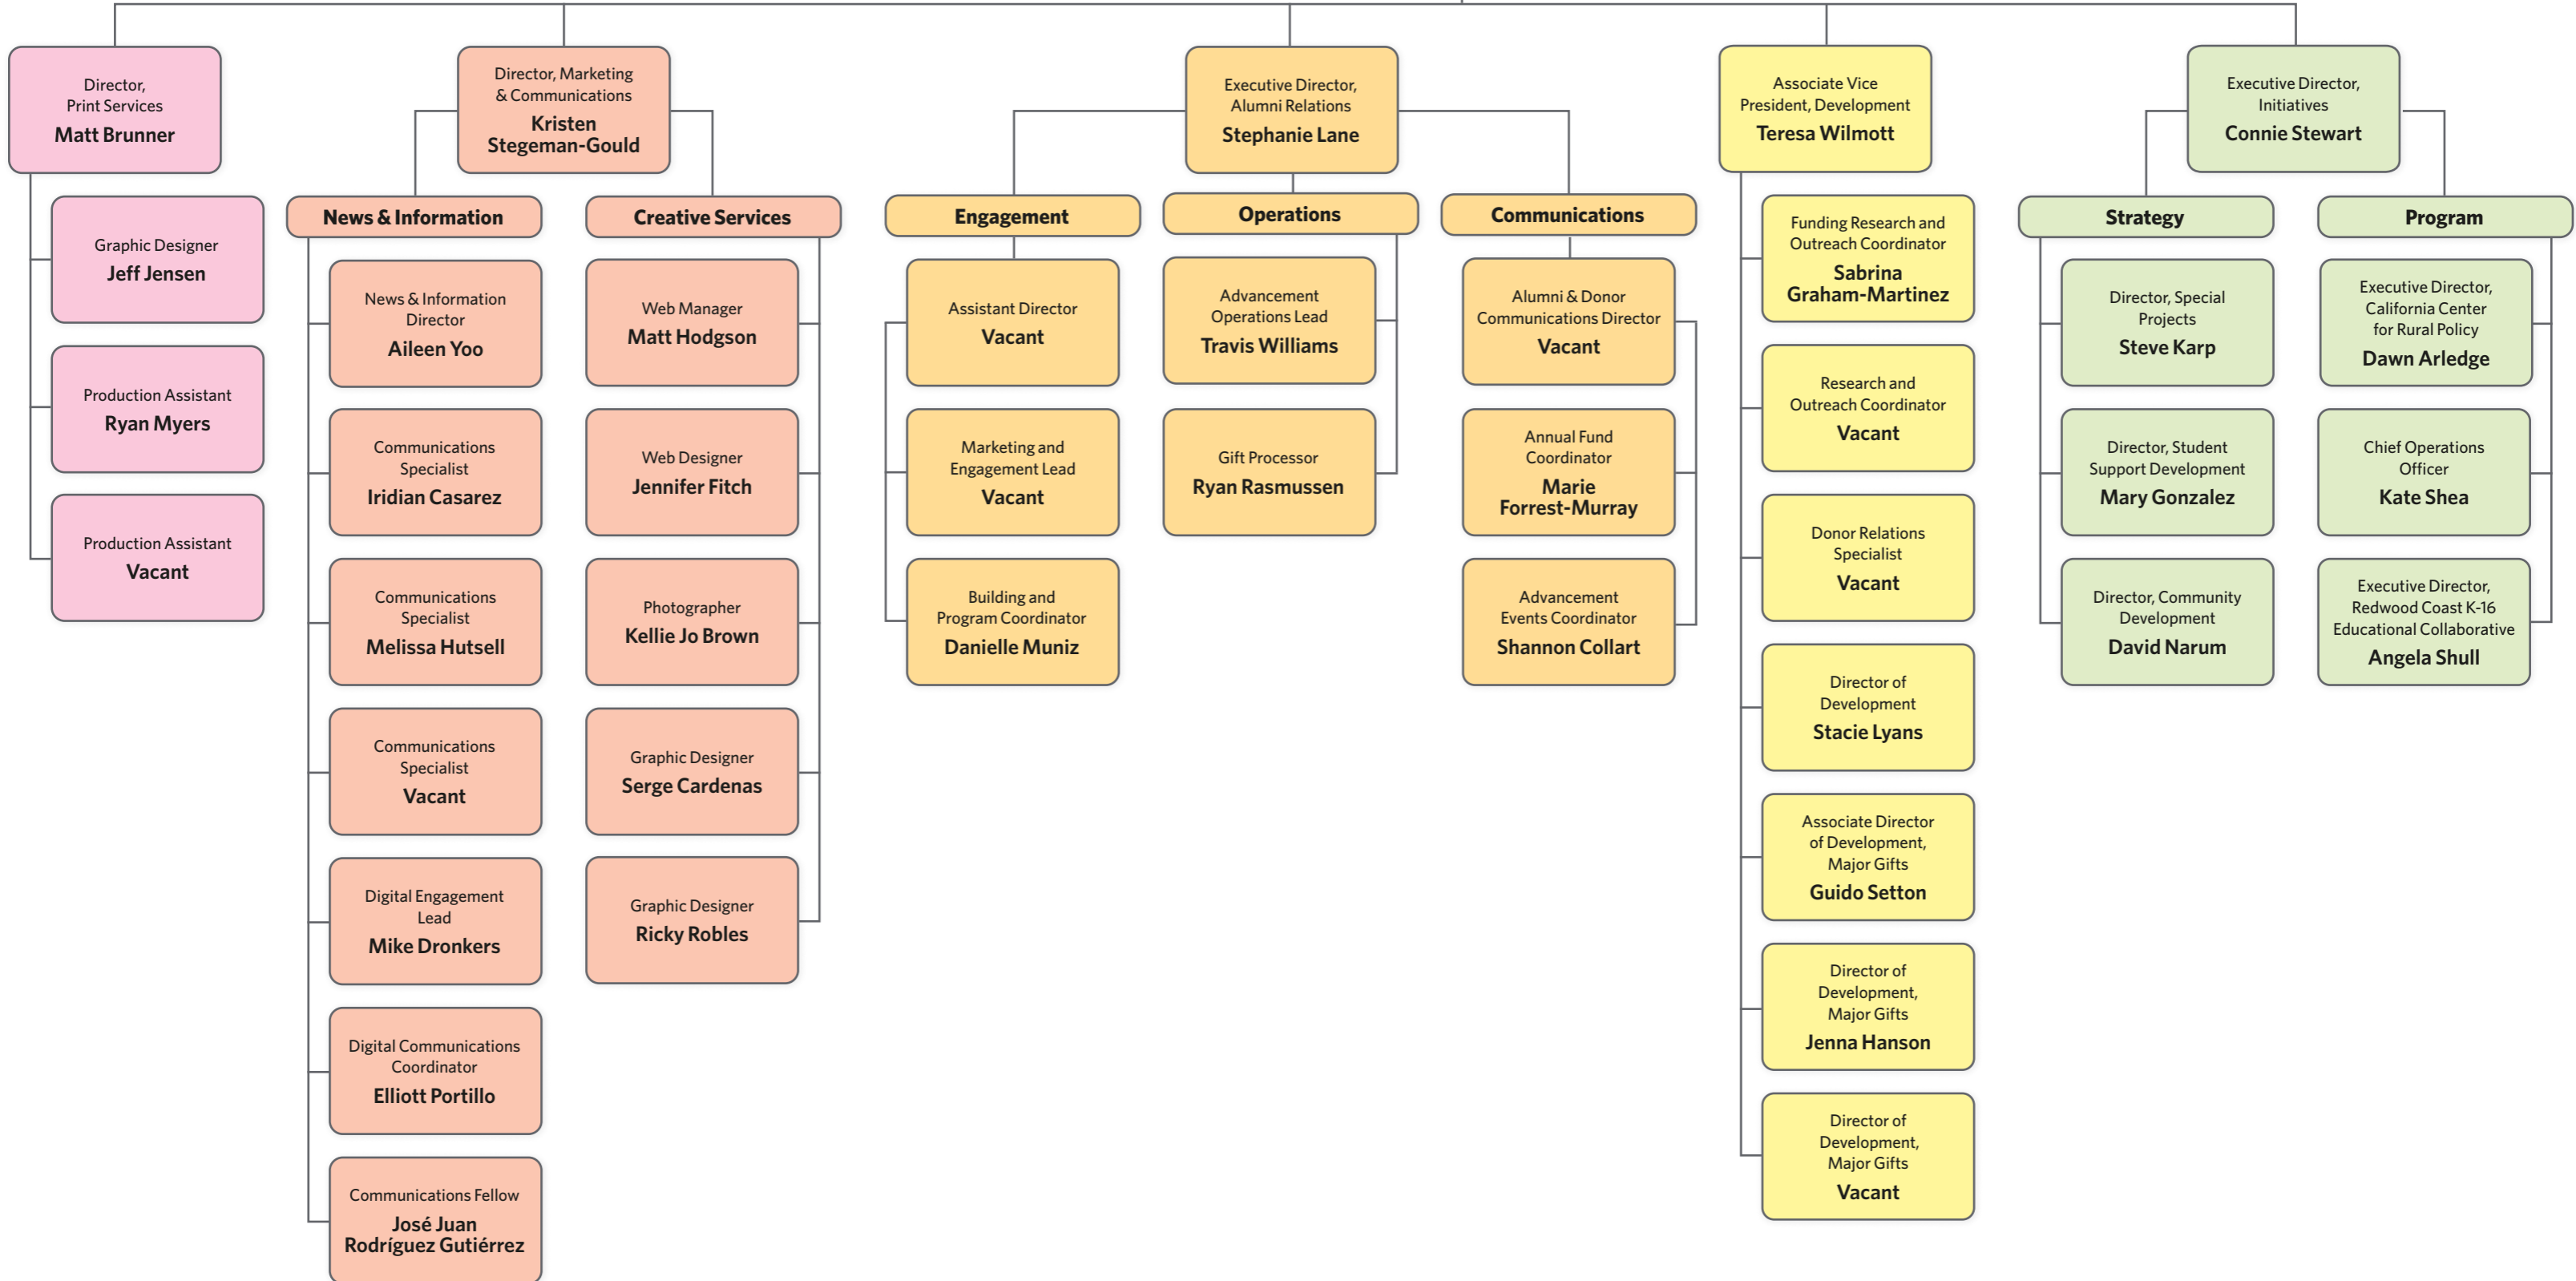 Director,
Print Services
Matt Brunner
Graphic Designer
Jeff Jensen
Production Assistant
Ryan Myers
Production Assistant
Vacant
Director, Marketing
& Communications
Kristen
Stegeman-Gould
News & Information
News & Information
Director
Aileen Yoo
Communications
Specialist
Iridian Casarez
Communications
Specialist
Melissa Hutsell
Communications
Specialist
Vacant
Digital Engagement
Lead
Mike Dronkers
Digital Communications
Coordinator
Elliott Portillo
Communications Fellow
José Juan
Rodríguez Gutiérrez
Creative Services
Web Manager
Matt Hodgson
Web Designer
Jennifer Fitch
Photographer
Kellie Jo Brown
Graphic Designer
Serge Cardenas
Graphic Designer
Ricky Robles
Executive Director,
Alumni Relations
Stephanie Lane
Engagement
Assistant Director
Vacant
Marketing and
Engagement Lead
Vacant
Building and
Program Coordinator
Danielle Muniz
Operations
Advancement
Operations Lead
Travis Williams
Gift Processor
Ryan Rasmussen
Communications
Alumni & Donor
Communications Director
Vacant
Annual Fund
Coordinator
Marie
Forrest-Murray
Advancement
Events Coordinator
Shannon Collart
Associate Vice
President, Development
Teresa Wilmott
Funding Research and
Outreach Coordinator
Sabrina
Graham-Martinez
Research and
Outreach Coordinator
Vacant
Donor Relations
Specialist
Vacant
Director of
Development
Stacie Lyans
Associate Director
of Development,
Major Gifts
Guido Setton
Director of
Development,
Major Gifts
Jenna Hanson
Director of
Development,
Major Gifts
Vacant
Executive Director,
Initiatives
Connie Stewart
Strategy
Director, Special
Projects
Steve Karp
Director, Student
Support Development
Mary Gonzalez
Director, Community
Development
David Narum
Program
Executive Director,
California Center
for Rural Policy
Dawn Arledge
Chief Operations
Officer
Kate Shea
Executive Director,
Redwood Coast K-16
Educational Collaborative
Angela Shull